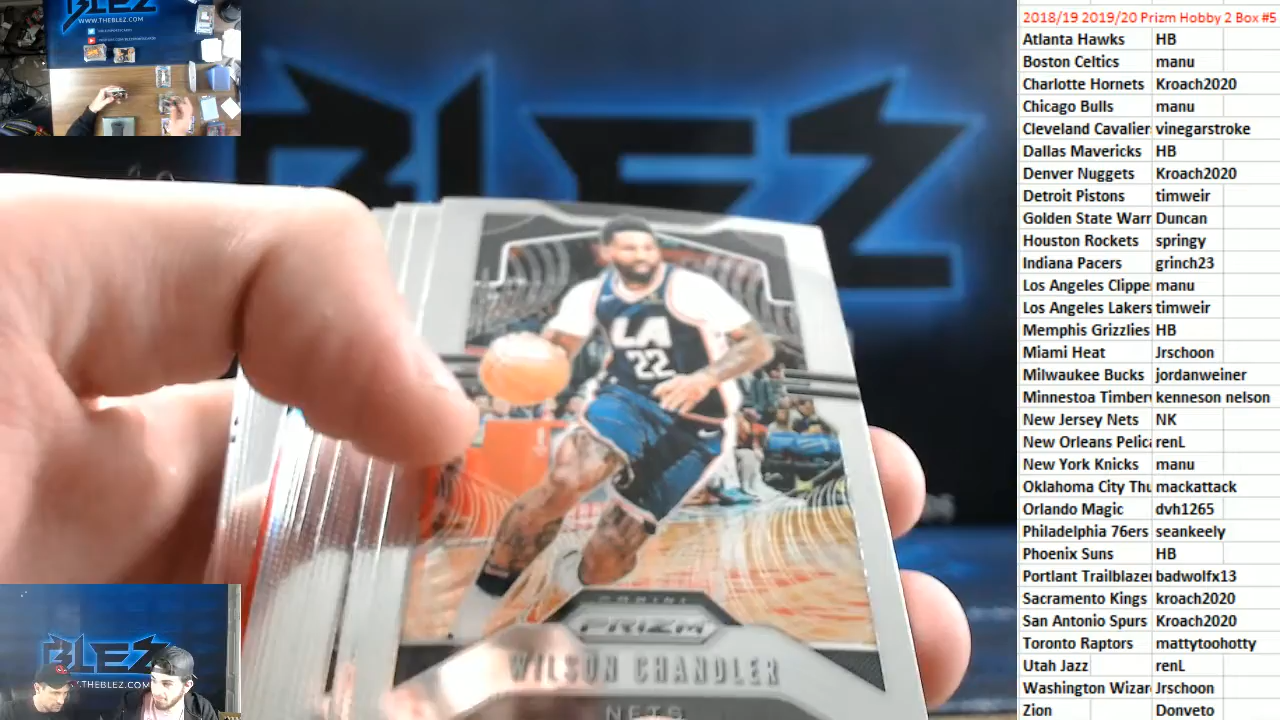 BLEZ
WWW.THEBLEZ.COM
BLEZ
LA
22
PRIZM
WILSON CHANDLER
NETS
BLEZ
2018/19 2019/20 Prizm Hobby 2 Box #5
Atlanta Hawks HB
Boston Celtics manu
Charlotte Hornets Kroach2020
Chicago Bulls manu
Cleveland Cavalier vinegarstroke
Dallas Mavericks HB
Denver Nuggets Kroach2020
Detroit Pistons timweir
Golden State Warr Duncan
Houston Rockets springy
Indiana Pacers grinch23
Los Angeles Clippe manu
Los Angeles Lakers timweir
Memphis Grizzlies HB
Miami Heat Jrschoon
Milwaukee Bucks jordanweiner
Minnestoa Timber kenneson nelson
New Jersey Nets NK
New Orleans Pelic renL
New York Knicks manu
Oklahoma City Thu mackattack
Orlando Magic dvh1265
Philadelphia 76ers seankeely
Phoenix Suns HB
Portlant Trailblaze badwolfx13
Sacramento Kings kroach2020
San Antonio Spurs Kroach2020
Toronto Raptors mattytoohotty
Utah Jazz renL
Washington Wizar Jrschoon
Zion Donveto